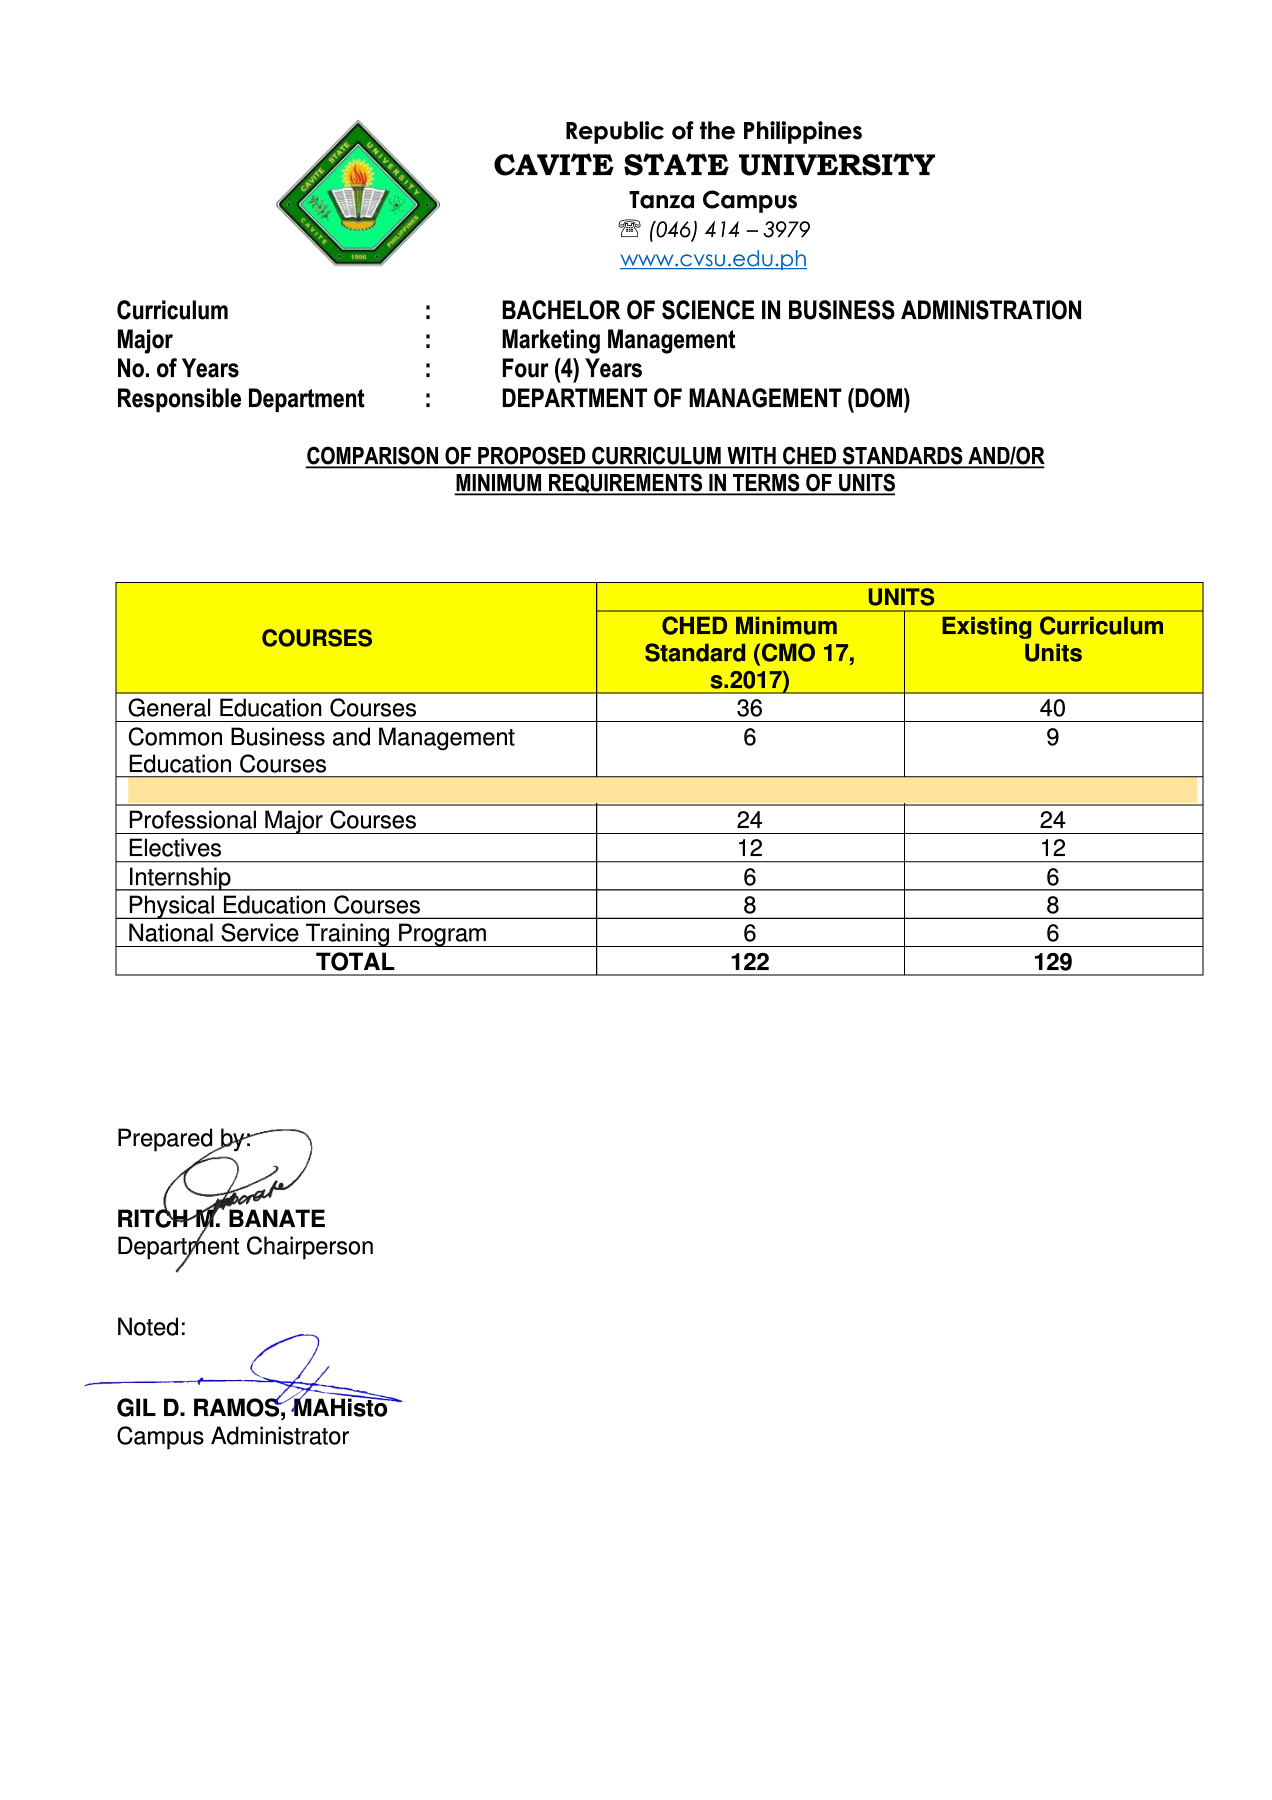 CAVITE STATE UNIVERSITY
CAVITE PHILIPPINES
1906
Republic of the Philippines
CAVITE STATE UNIVERSITY
Tanza Campus
(046) 414 – 3979
www.cvsu.edu.ph
Curriculum : BACHELOR OF SCIENCE IN BUSINESS ADMINISTRATION
Major : Marketing Management
No. of Years : Four (4) Years
Responsible Department : DEPARTMENT OF MANAGEMENT (DOM)
COMPARISON OF PROPOSED CURRICULUM WITH CHED STANDARDS AND/OR
MINIMUM REQUIREMENTS IN TERMS OF UNITS
COURSES
UNITS
CHED Minimum
Standard (CMO 17,
s.2017)
Existing Curriculum
Units
General Education Courses 36 40
Common Business and Management 6 9
Education Courses
Professional Major Courses 24 24
Electives 12 12
Internship 6 6
Physical Education Courses 8 8
National Service Training Program 6 6
TOTAL 122 129
Prepared by:
RITCH M. BANATE
Department Chairperson
Noted:
GIL D. RAMOS, MAHisto
Campus Administrator